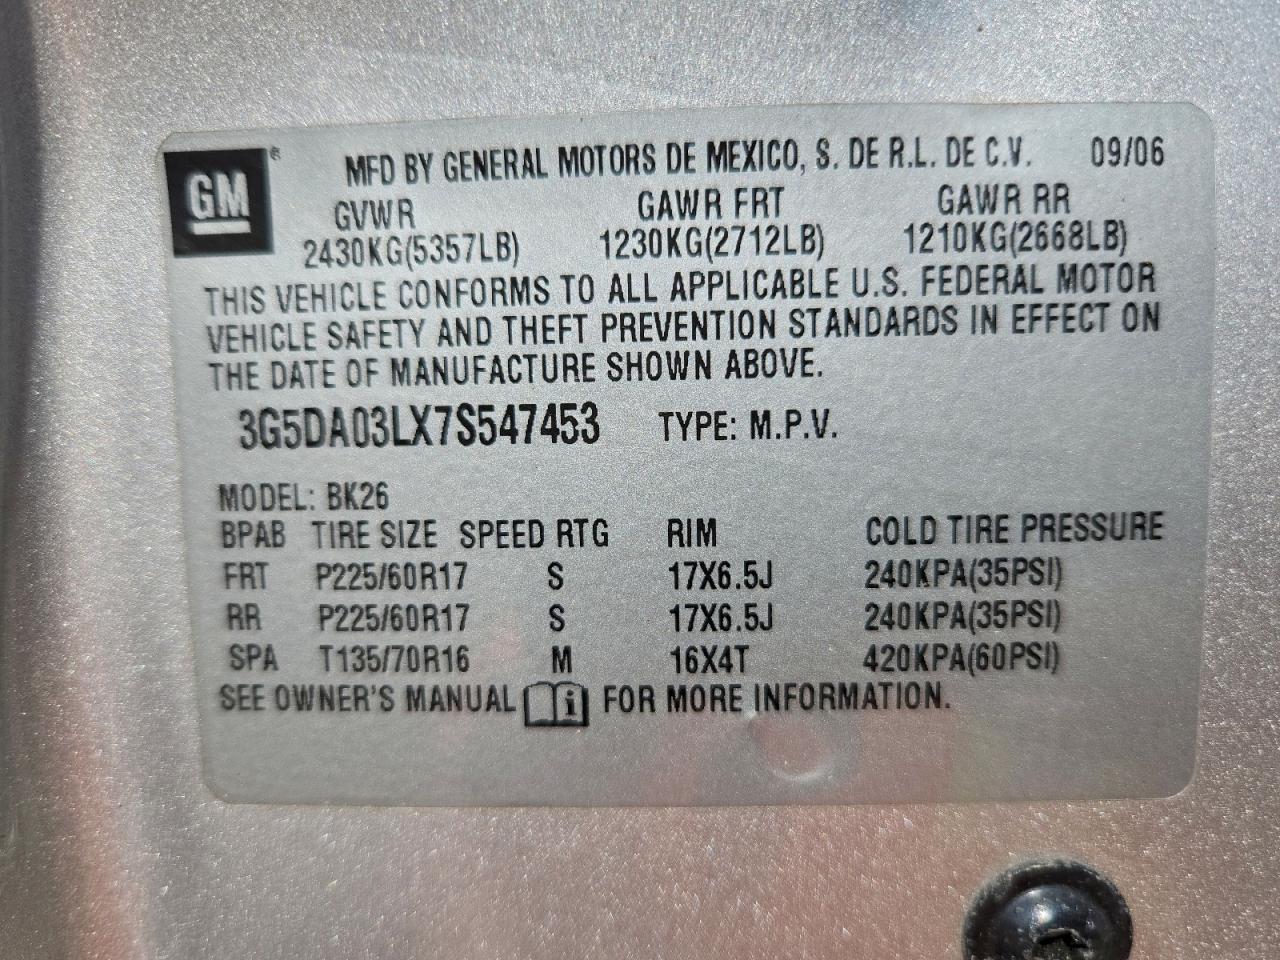 GM ® MFD BY GENERAL MOTORS DE MEXICO, S. DE R.L. DE C.V. 09/06
GVWR GAWR FRT GAWR RR
2430KG(5357LB) 1230KG(2712LB) 1210KG(2668LB)
THIS VEHICLE CONFORMS TO ALL APPLICABLE U.S. FEDERAL MOTOR
VEHICLE SAFETY AND THEFT PREVENTION STANDARDS IN EFFECT ON
THE DATE OF MANUFACTURE SHOWN ABOVE.
3G5DA03LX7S547453 TYPE: M.P.V.
MODEL: BK26
BPAB TIRE SIZE SPEED RTG RIM COLD TIRE PRESSURE
FRT P225/60R17 S 17X6.5J 240KPA(35PSI)
RR P225/60R17 S 17X6.5J 240KPA(35PSI)
SPA T135/70R16 M 16X4T 420KPA(60PSI)
SEE OWNER'S MANUAL i FOR MORE INFORMATION.